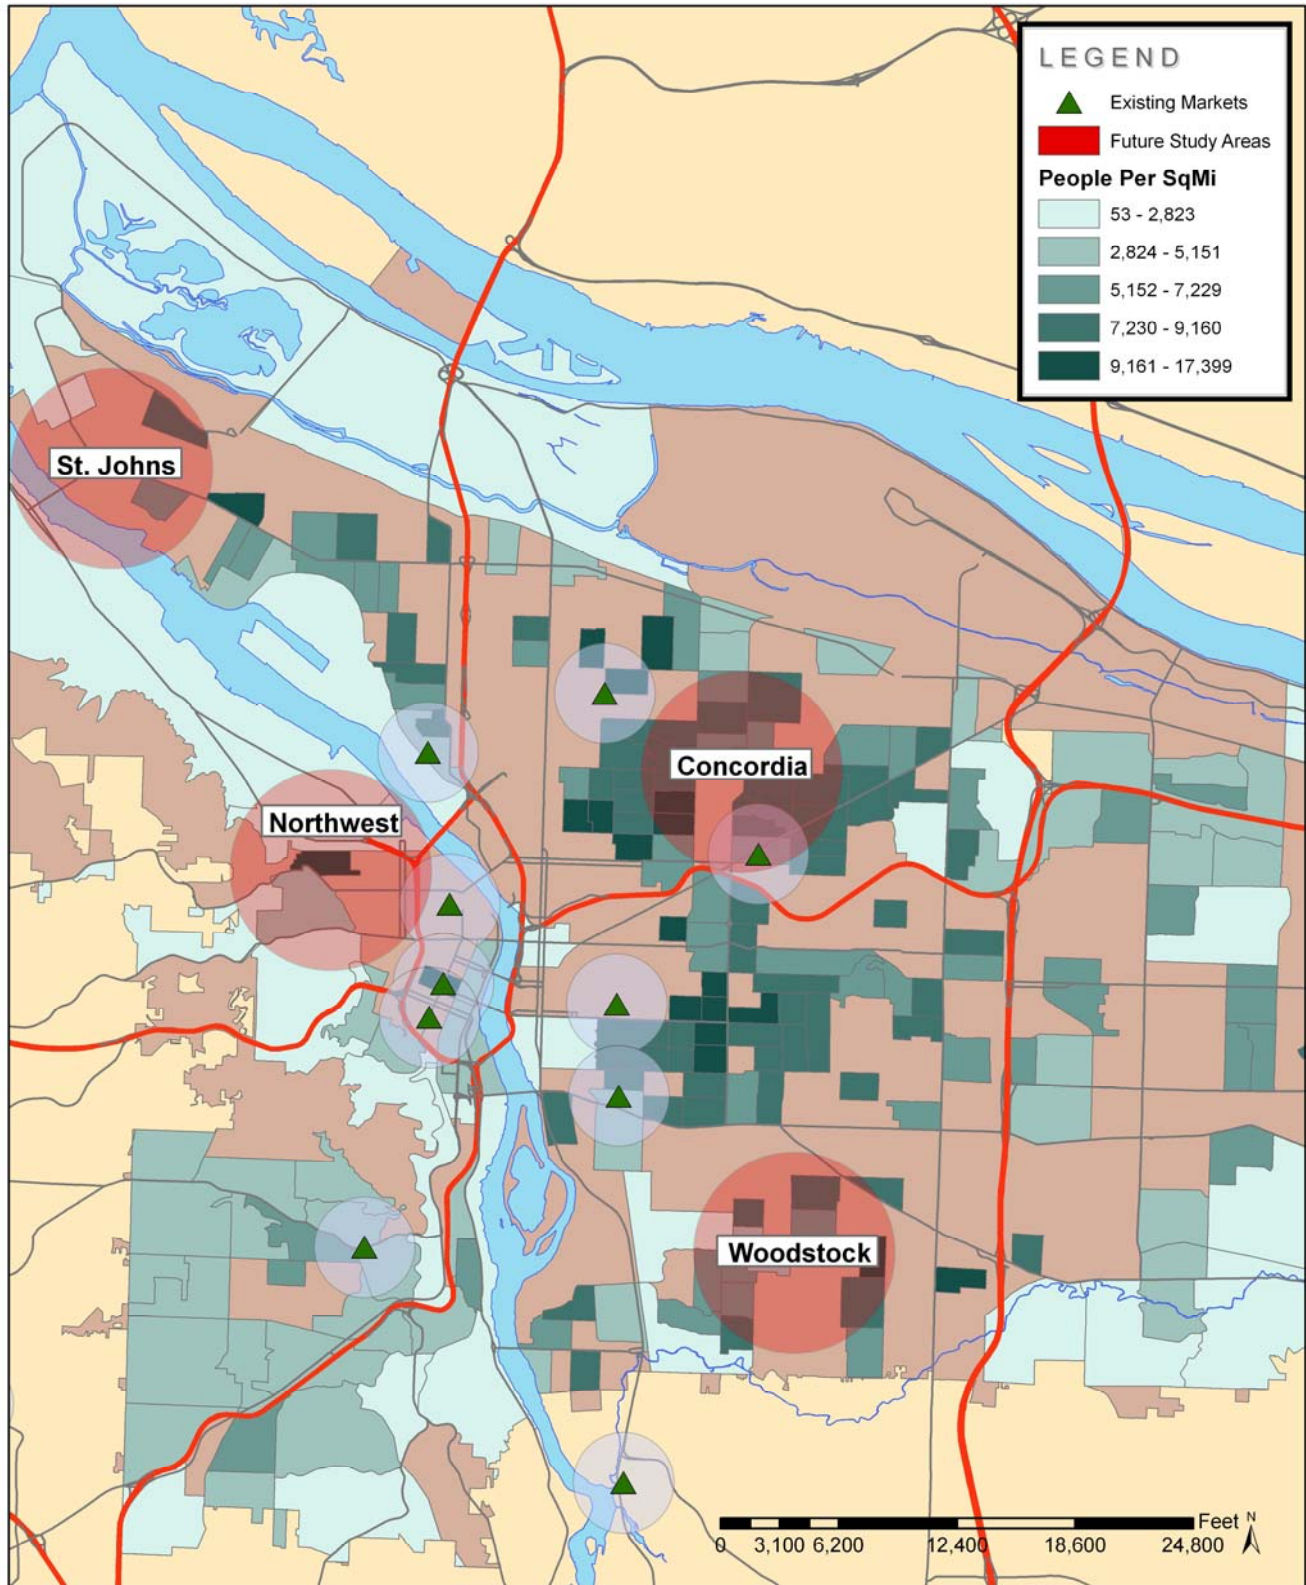 LEGEND
Existing Markets
Future Study Areas
People Per SqMi
53 - 2,823
2,824 - 5,151
5,152 - 7,229
7,230 - 9,160
9,161 - 17,399
St. Johns
Concordia
Northwest
Woodstock
Feet N
0 3,100 6,200 12,400 18,600 24,800